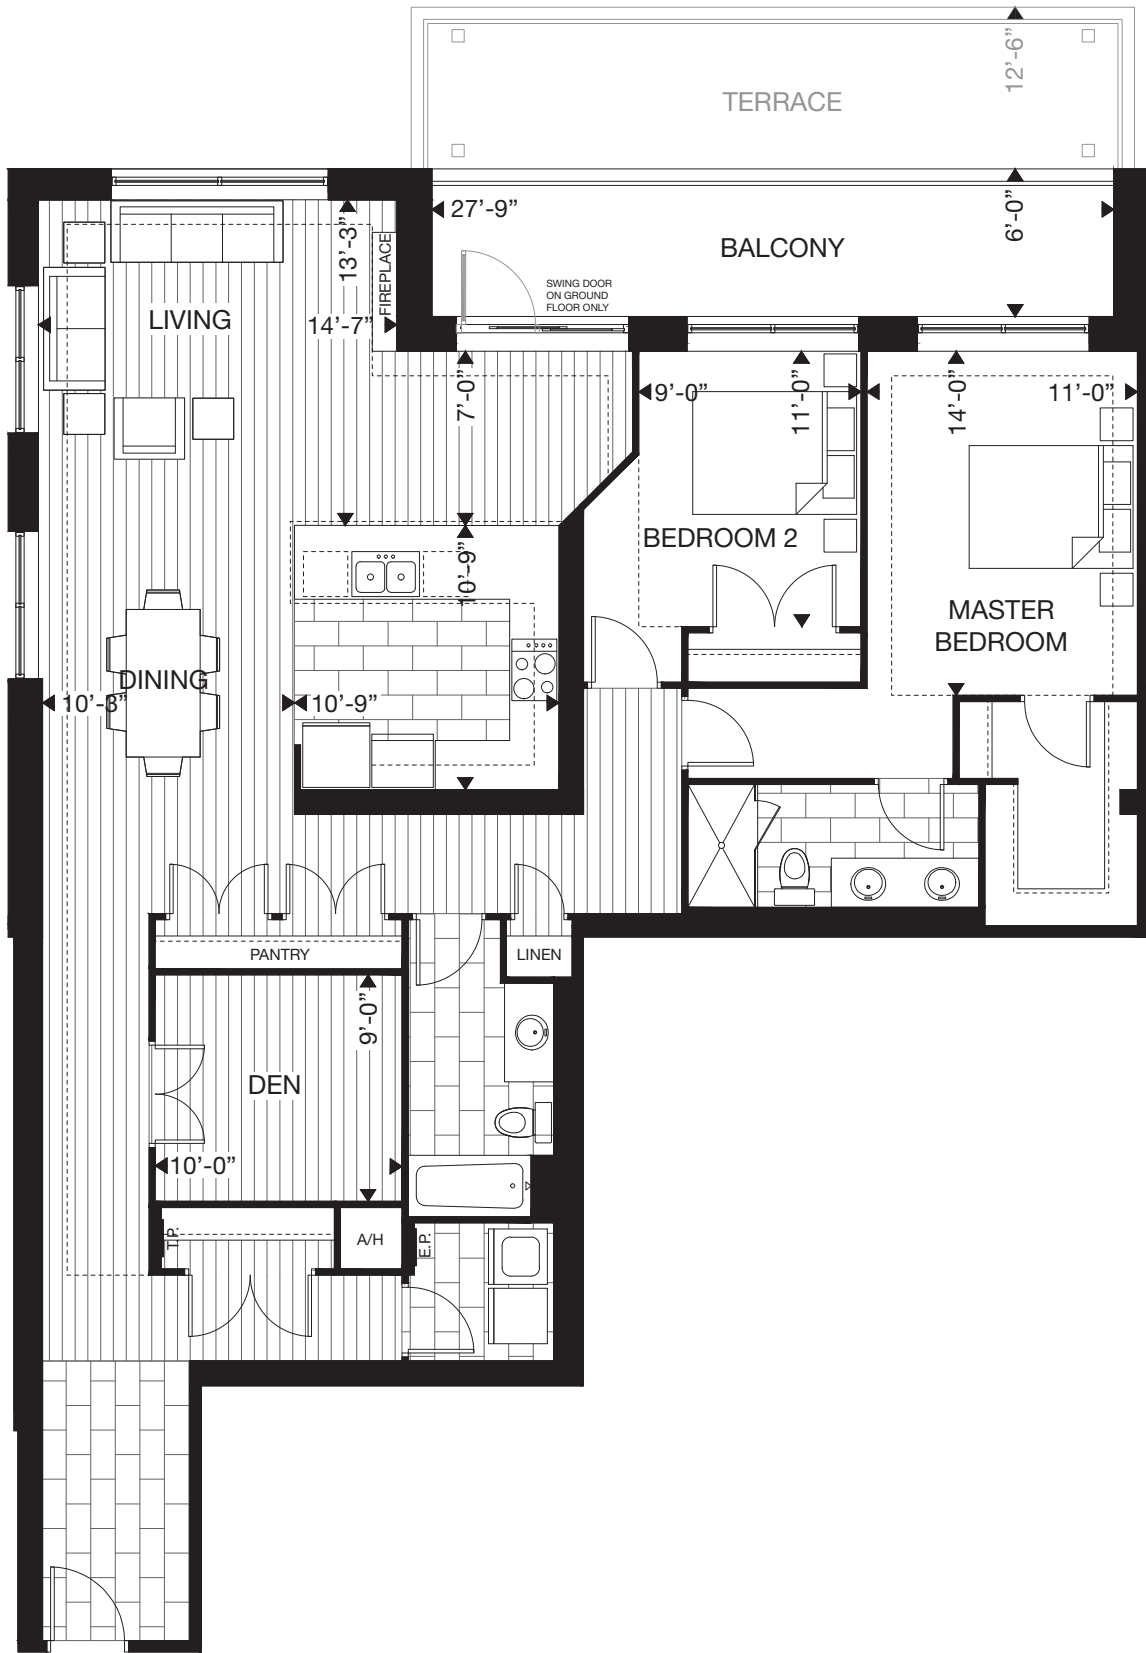 12’-6”
TERRACE
27’-9”
6’-0”
BALCONY
13’-3”
FIREPLACE
SWING DOOR
ON GROUND
FLOOR ONLY
LIVING
14’-7”
7’-0”
9’-0”
11’-0”
14’-0”
11’-0”
BEDROOM 2
10’-9”
MASTER
BEDROOM
DINING
10’-3”
10’-9”
PANTRY
LINEN
9’-0”
DEN
10’-0”
T.P.
A/H
E.P.